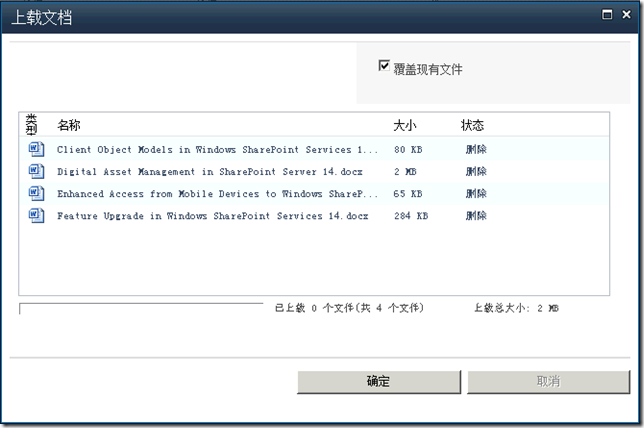 上载文档
覆盖现有文件
类型 名称 大小 状态
Client Object Models in Windows SharePoint Services 1... 80 KB 删除
Digital Asset Management in SharePoint Server 14.docx 2 MB 删除
Enhanced Access from Mobile Devices to Windows ShareP... 65 KB 删除
Feature Upgrade in Windows SharePoint Services 14.docx 284 KB 删除
已上载 0 个文件(共 4 个文件) 上载总大小: 2 MB
确定 取消